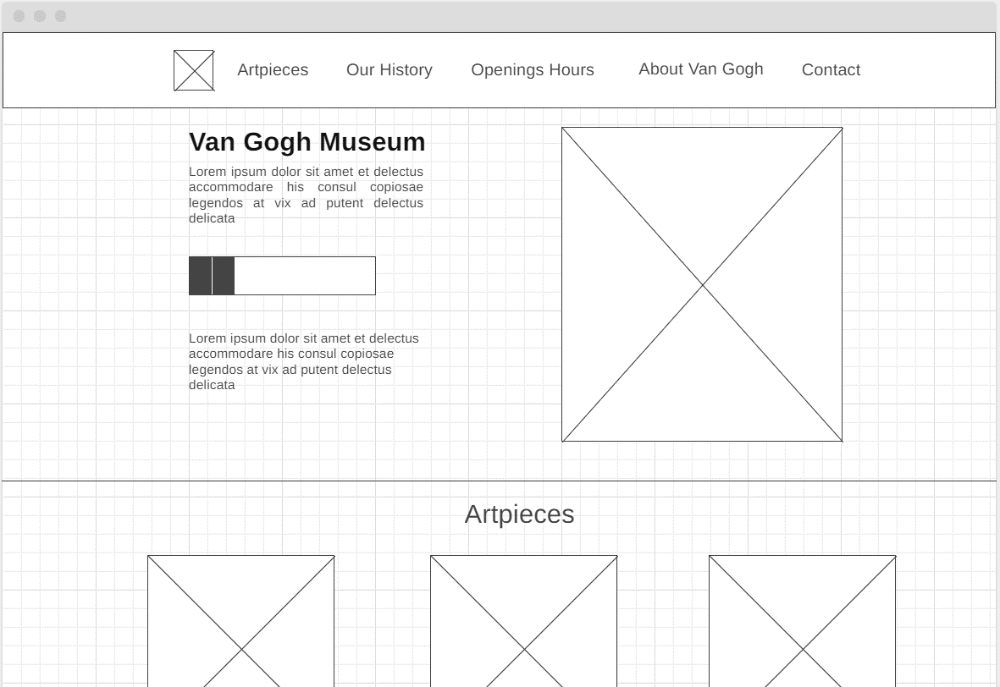 Artpieces
Our History
Openings Hours
About Van Gogh
Contact
Van Gogh Museum
Lorem ipsum dolor sit amet et delectus
accommodare his consul copiosae
legendos at vix ad putent delectus
delicata
Lorem ipsum dolor sit amet et delectus
accommodare his consul copiosae
legendos at vix ad putent delectus
delicata
Artpieces